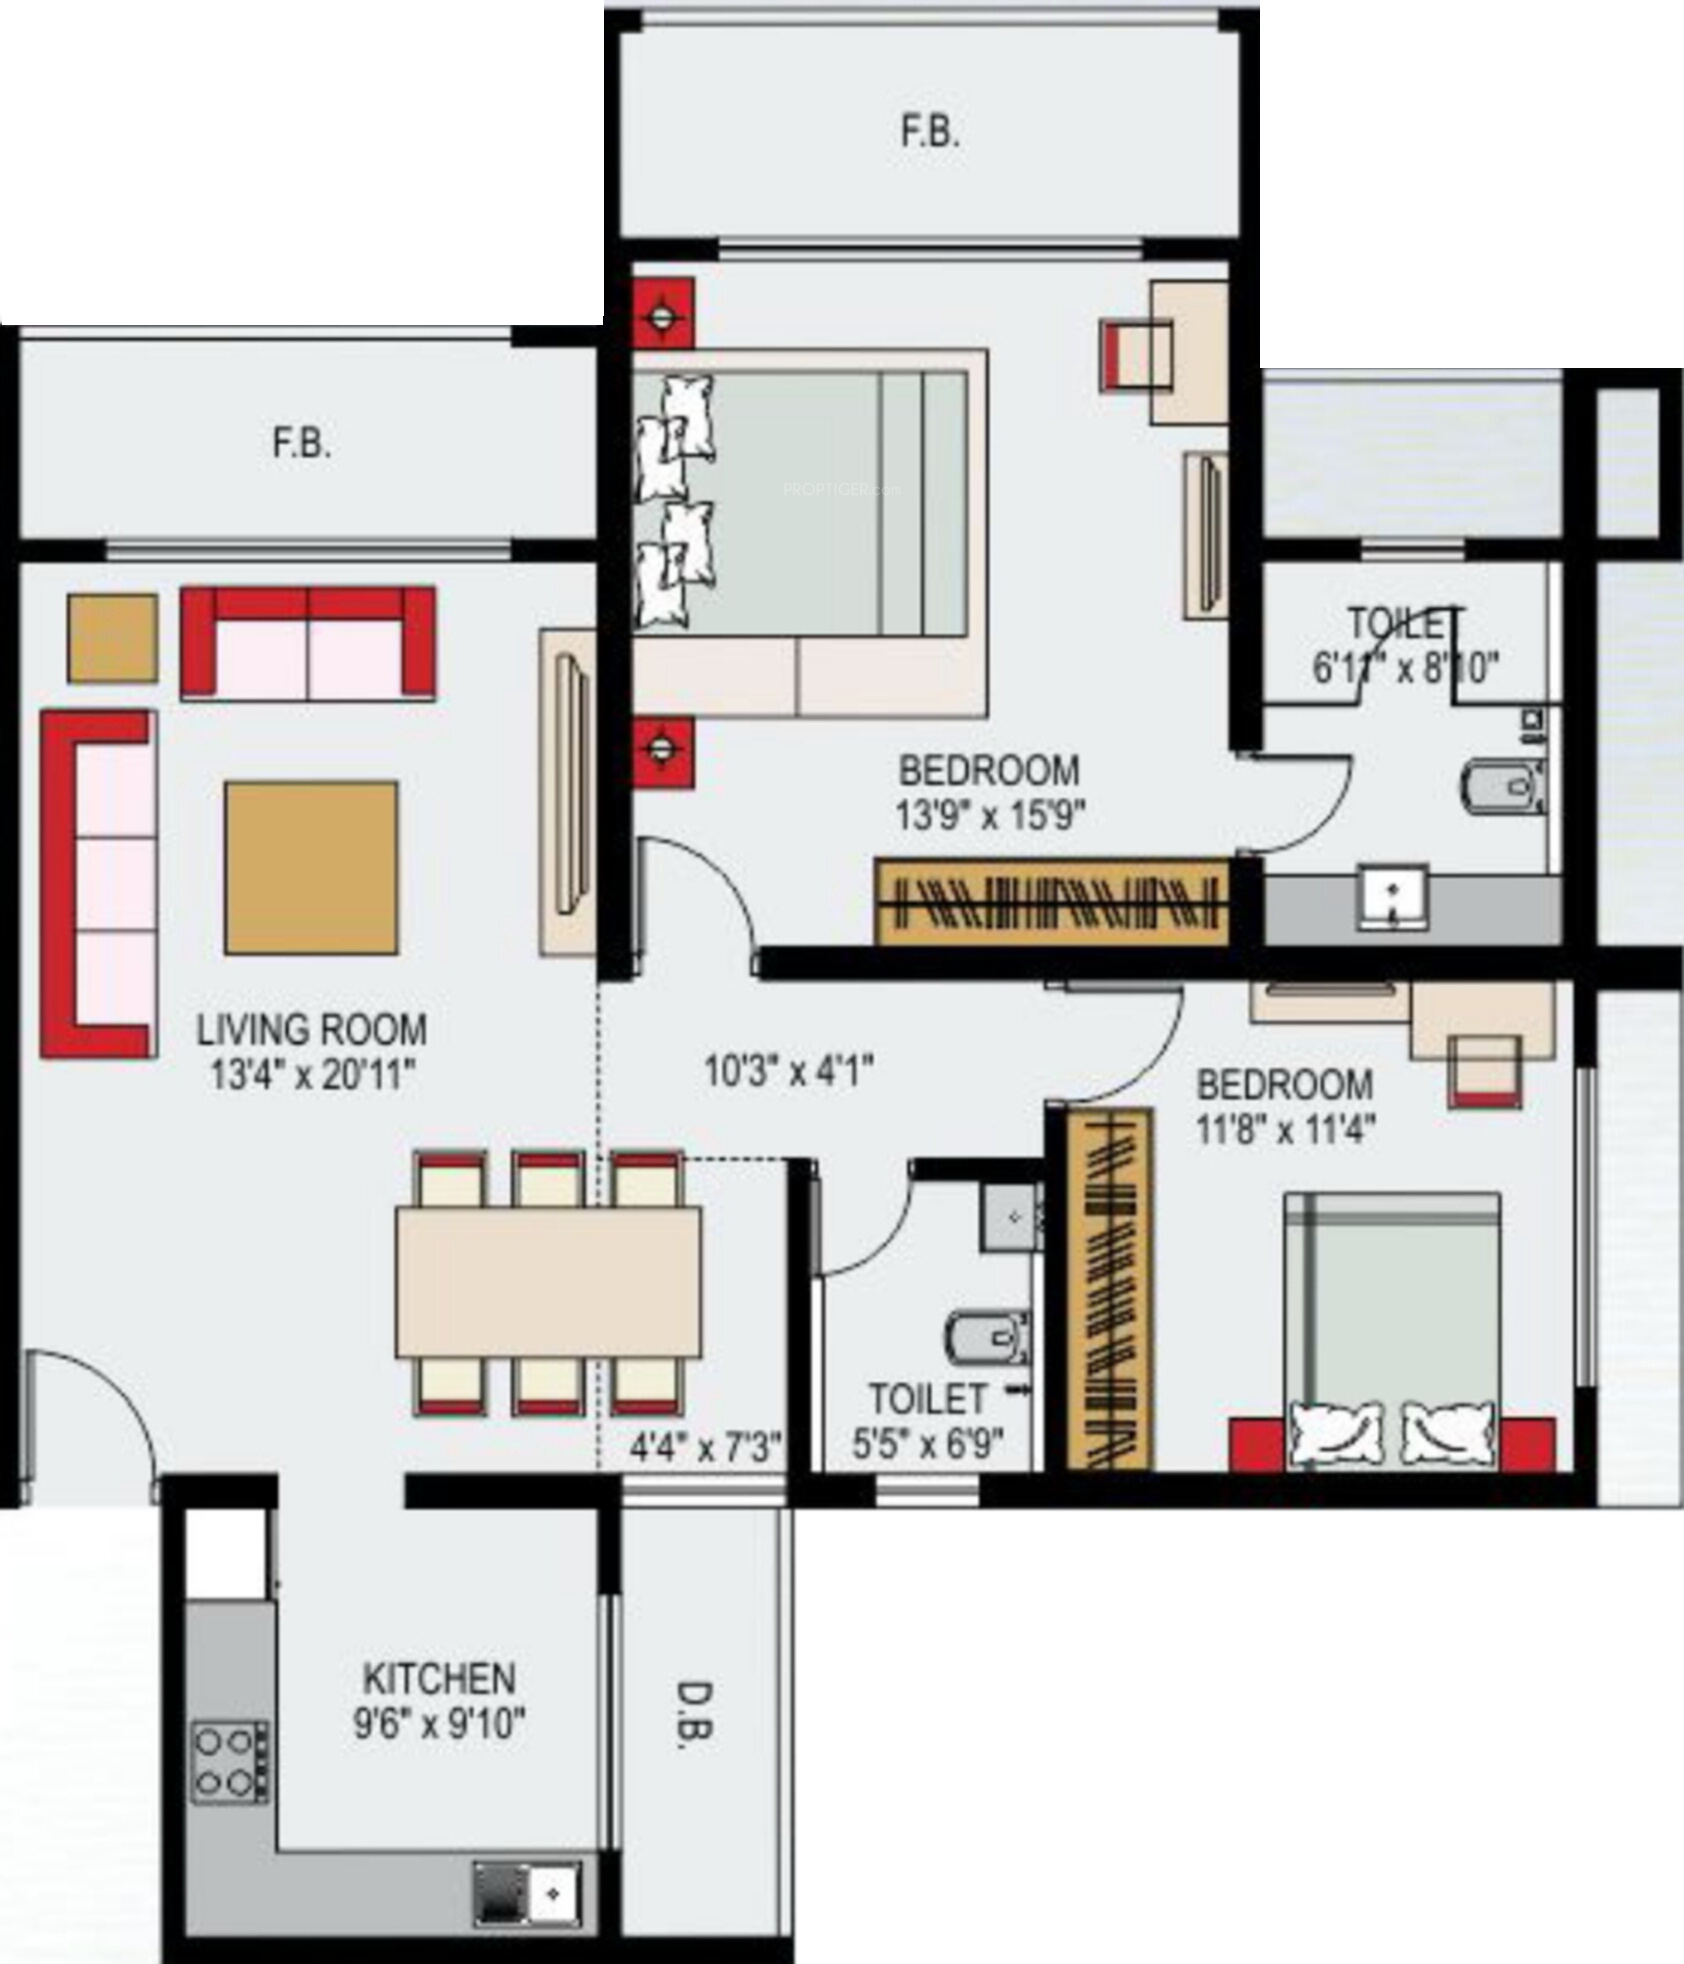 F.B.
F.B.
PROPTIGER.com
TOILET
6'11" x 8'10"
BEDROOM
13'9" x 15'9"
LIVING ROOM
13'4" x 20'11"
10'3" x 4'1"
BEDROOM
11'8" x 11'4"
TOILET
5'5" x 6'9"
4'4" x 7'3"
KITCHEN
9'6" x 9'10"
D.B.